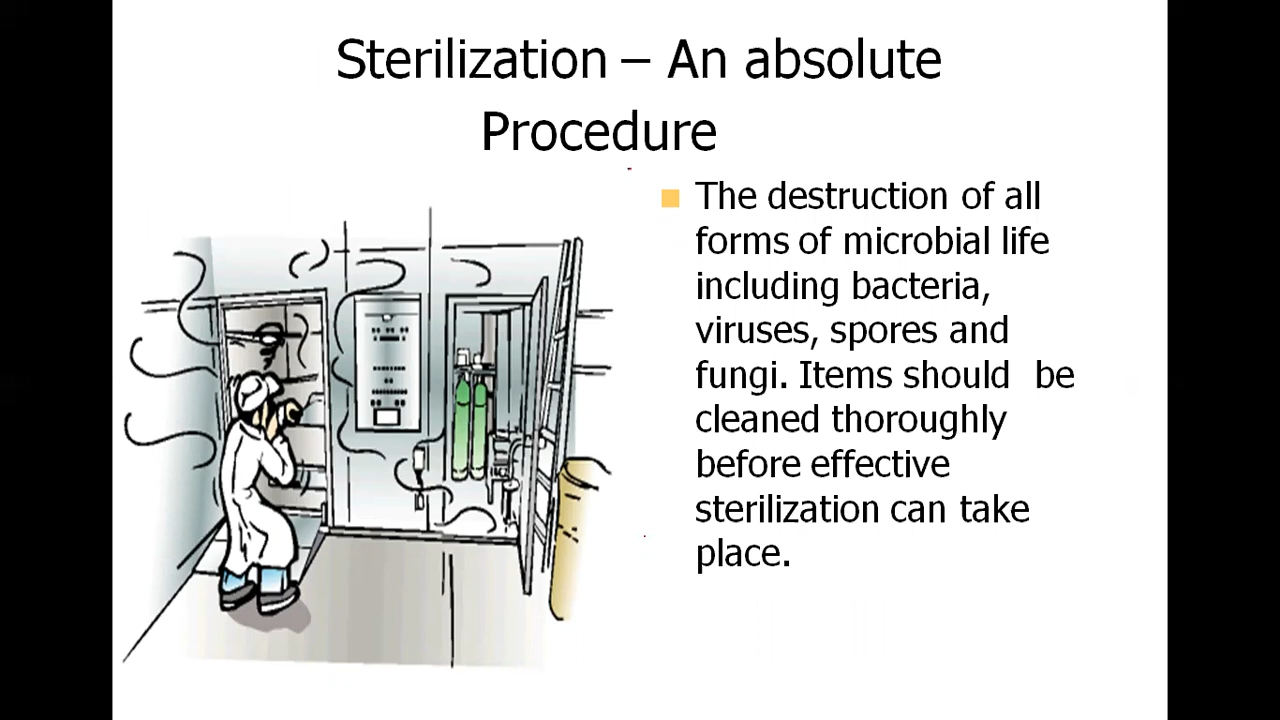 Sterilization – An absolute
Procedure
The destruction of all
forms of microbial life
including bacteria,
viruses, spores and
fungi. Items should be
cleaned thoroughly
before effective
sterilization can take
place.